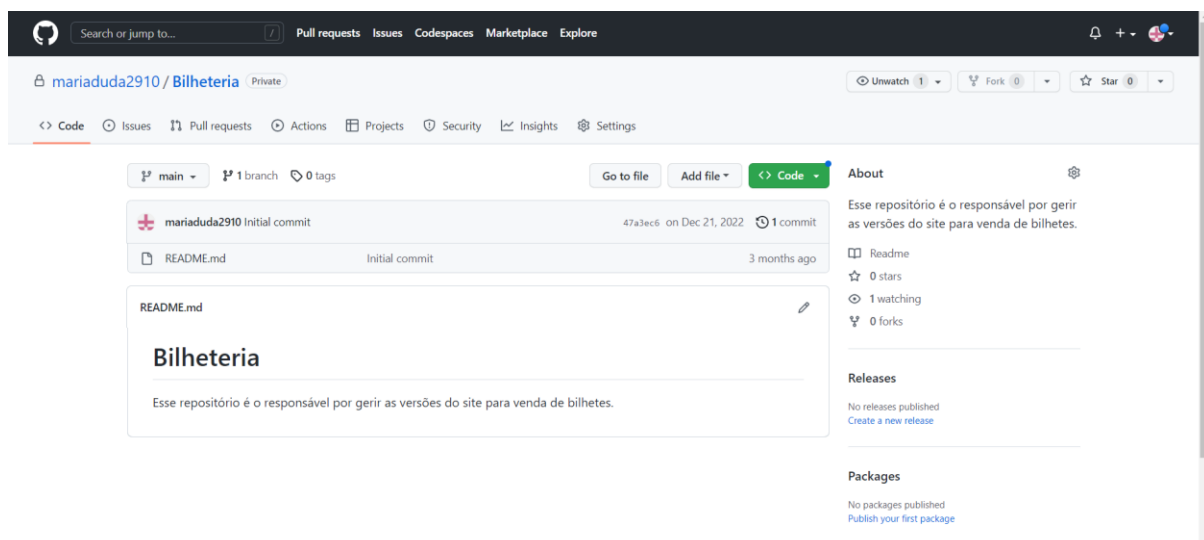 Search or jump to... / Pull requests Issues Codespaces Marketplace Explore
mariaduda2910 / Bilheteria Private Unwatch 1 Fork 0 Star 0
Code Issues Pull requests Actions Projects Security Insights Settings
main 1 branch 0 tags Go to file Add file Code
mariaduda2910 Initial commit 47a3ec6 on Dec 21, 2022 1 commit
README.md Initial commit 3 months ago
README.md
Bilheteria
Esse repositório é o responsável por gerir as versões do site para venda de bilhetes.
About
Esse repositório é o responsável por gerir
as versões do site para venda de bilhetes.
Readme
0 stars
1 watching
0 forks
Releases
No releases published
Create a new release
Packages
No packages published
Publish your first package